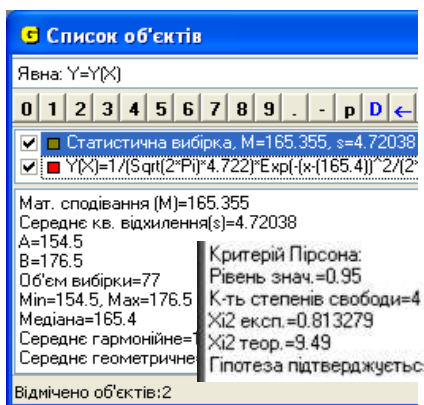 Список об'єктів
Явна: Y=Y(X)
0 1 2 3 4 5 6 7 8 9 . - p D ←
Статистична вибірка, M=165.355, s=4.72038
Y(X)=1/(Sqrt(2*Pi)*4.722)*Exp(-(x-(165.4))^2/(2*
Мат. сподівання (M)=165.355
Середнє кв. відхилення(s)=4.72038
A=154.5
B=176.5
Об'єм вибірки=77
Min=154.5, Max=176.5
Медіана=165.4
Середнє гармонійне=1
Середнє геометричне=
Критерій Пірсона:
Рівень знач.=0.95
К-ть степенів свободи=4
Xi2 експ.=0.813279
Xi2 теор.=9.49
Гіпотеза підтверджуєтьс
Відмічено об'єктів:2